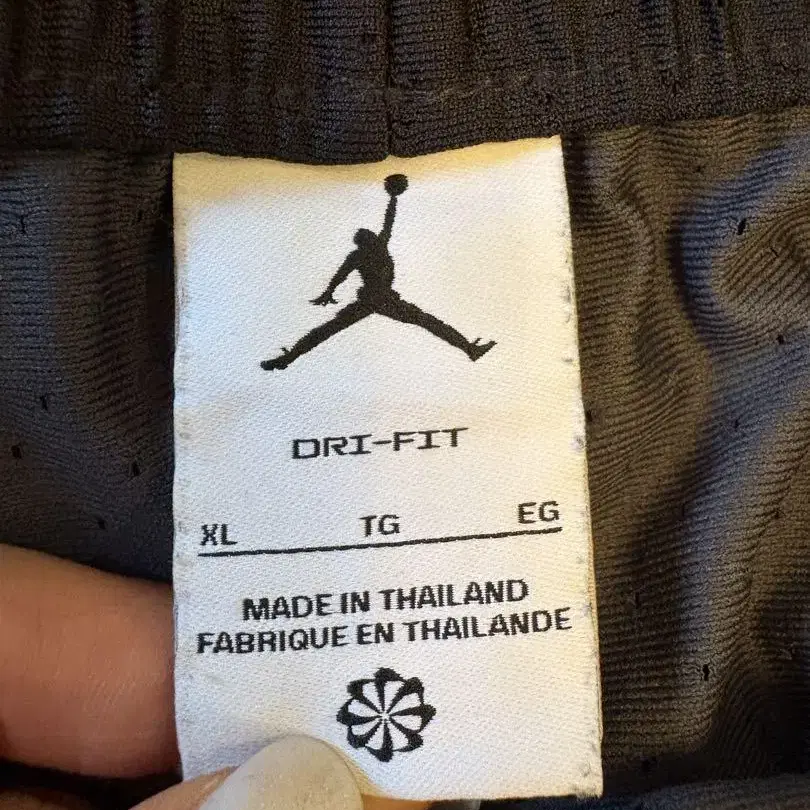 DRI-FIT
XL TG EG
MADE IN THAILAND
FABRIQUE EN THAILANDE